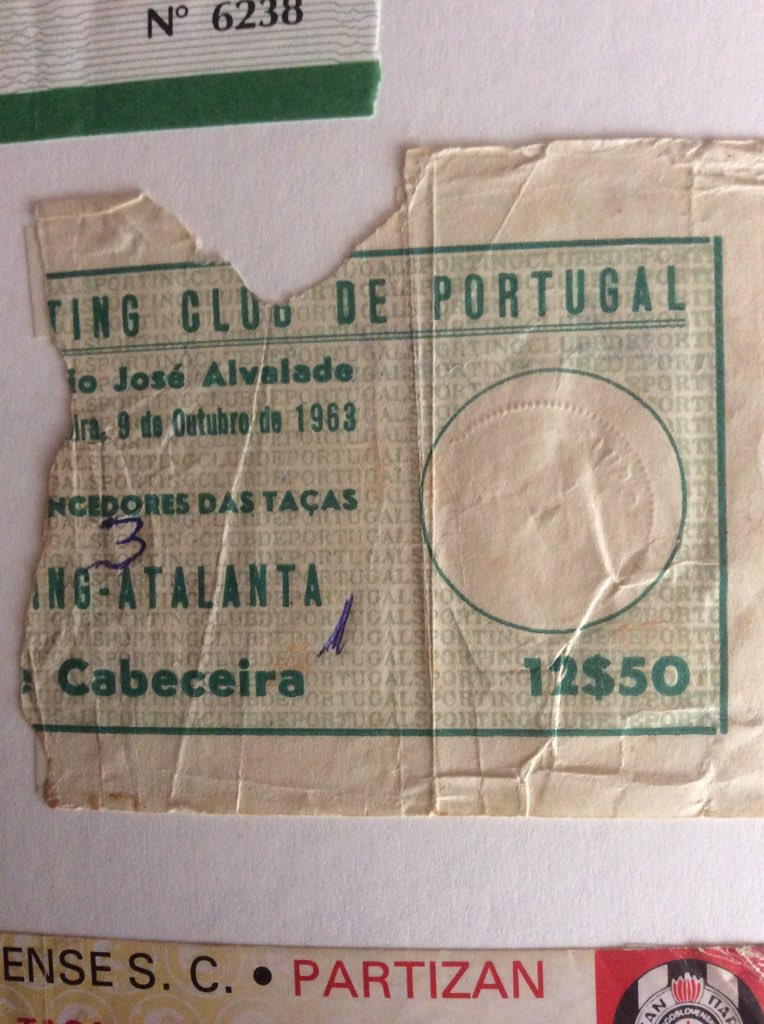 Nº 6238
TING CLUB DE PORTUGAL
io José Alvalade
ira, 9 de Outubro de 1963
NCEDORES DAS TAÇAS
3
ING-ATALANTA
1
Cabeceira 12$50
ENSE S. C. • PARTIZAN